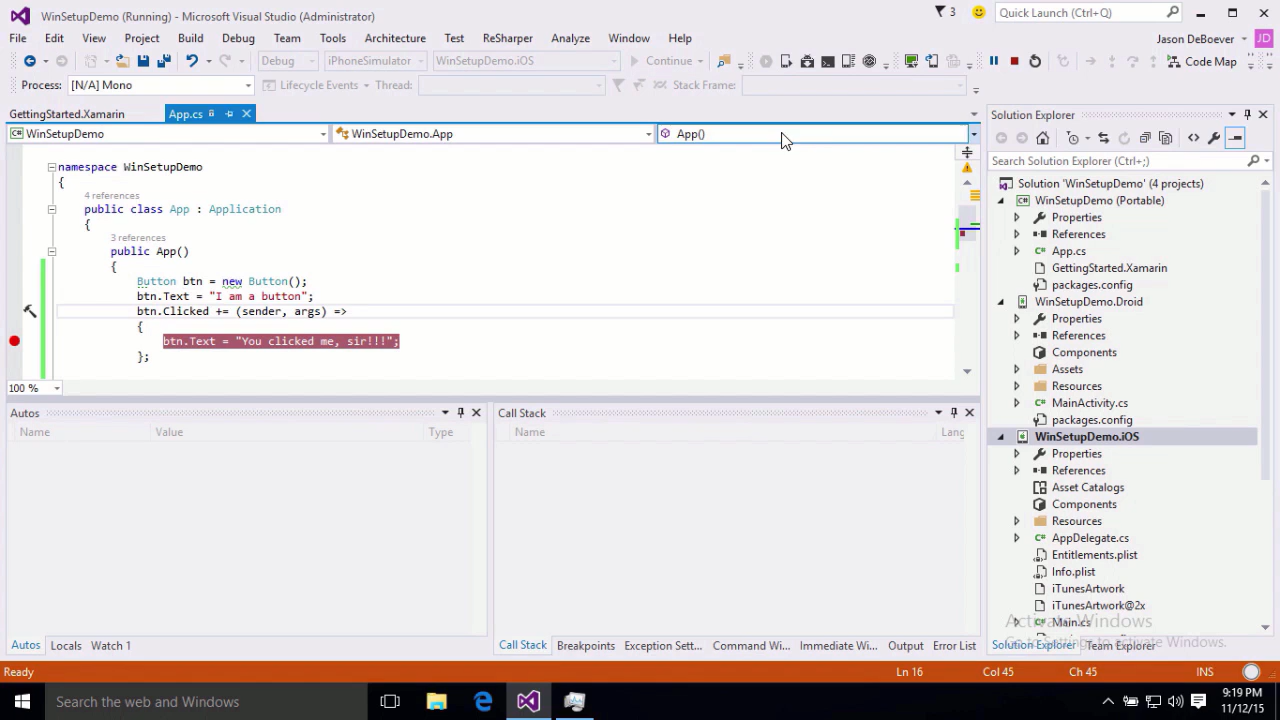 WinSetupDemo (Running) - Microsoft Visual Studio (Administrator)
3
Quick Launch (Ctrl+Q)
File Edit View Project Build Debug Team Tools Architecture Test ReSharper Analyze Window Help
Jason DeBoever JD
Debug iPhoneSimulator WinSetupDemo.iOS Continue Code Map
Process: [N/A] Mono Lifecycle Events Thread: Stack Frame:
GettingStarted.Xamarin App.cs
WinSetupDemo WinSetupDemo.App App()
namespace WinSetupDemo
{
4 references
public class App : Application
{
3 references
public App()
{
Button btn = new Button();
btn.Text = "I am a button";
btn.Clicked += (sender, args) =>
{
btn.Text = "You clicked me, sir!!!";
};
100 %
Autos
Name Value Type
Autos Locals Watch 1
Call Stack
Name Lang
Call Stack Breakpoints Exception Sett... Command Wi... Immediate Wi... Output Error List
Solution Explorer
Search Solution Explorer (Ctrl+;)
Solution 'WinSetupDemo' (4 projects)
C# WinSetupDemo (Portable)
Properties
References
C# App.cs
GettingStarted.Xamarin
packages.config
WinSetupDemo.Droid
Properties
References
Components
Assets
Resources
C# MainActivity.cs
packages.config
WinSetupDemo.iOS
Properties
References
Asset Catalogs
Components
Resources
C# AppDelegate.cs
Entitlements.plist
Info.plist
iTunesArtwork
iTunesArtwork@2x
C# Main.cs
Activate Windows
Go to Settings to activate Windows.
Solution Explorer Team Explorer
Ready Ln 16 Col 45 Ch 45 INS
Search the web and Windows
9:19 PM
11/12/15